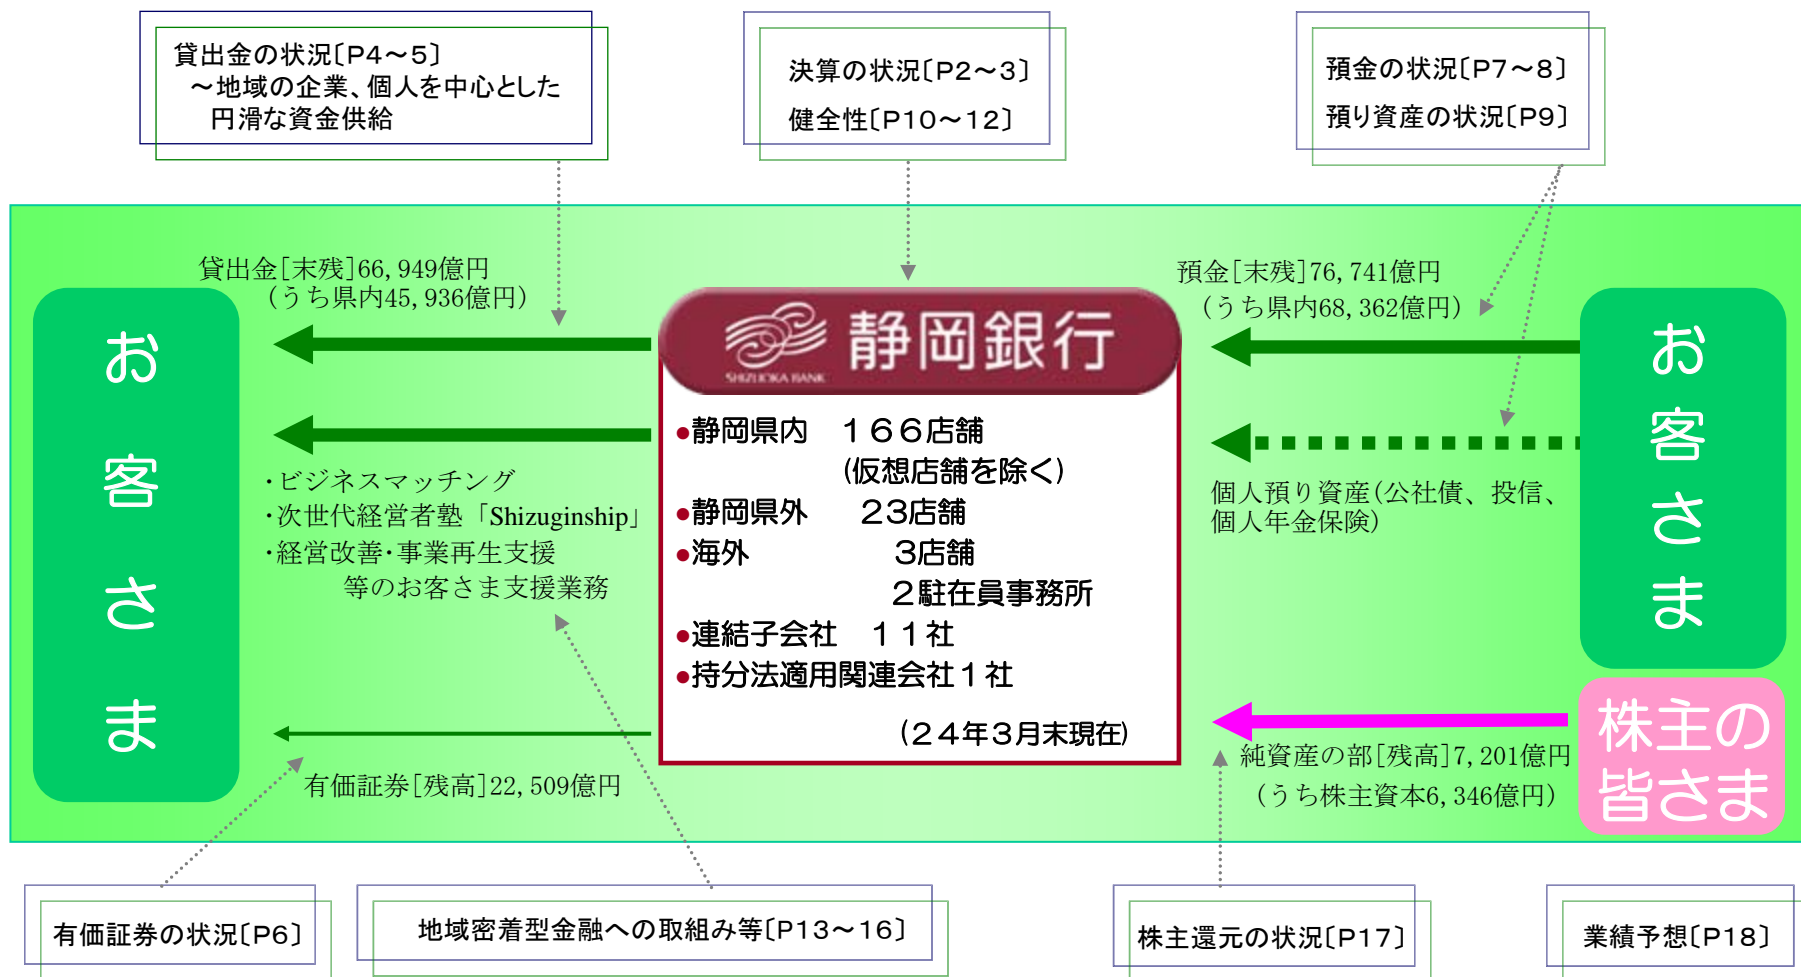 貸出金の状況〔P4～5〕
～地域の企業、個人を中心とした
円滑な資金供給
決算の状況〔P2～3〕
健全性〔P10～12〕
預金の状況〔P7～8〕
預り資産の状況〔P9〕
貸出金[末残]66,949億円
(うち県内45,936億円)
お客さま
静岡銀行
SHIZUOKA BANK
●静岡県内　１６６店舗
(仮想店舗を除く)
●静岡県外　２３店舗
●海外　３店舗
２駐在員事務所
●連結子会社　１１社
●持分法適用関連会社１社
(２４年３月末現在)
・ビジネスマッチング
・次世代経営者塾「Shizuginship」
・経営改善・事業再生支援
等のお客さま支援業務
有価証券[残高]22,509億円
預金[末残]76,741億円
(うち県内68,362億円)
お客さま
個人預り資産(公社債、投信、
個人年金保険)
株主の
皆さま
純資産の部[残高]7,201億円
(うち株主資本6,346億円)
有価証券の状況〔P6〕
地域密着型金融への取組み等〔P13～16〕
株主還元の状況〔P17〕
業績予想〔P18〕